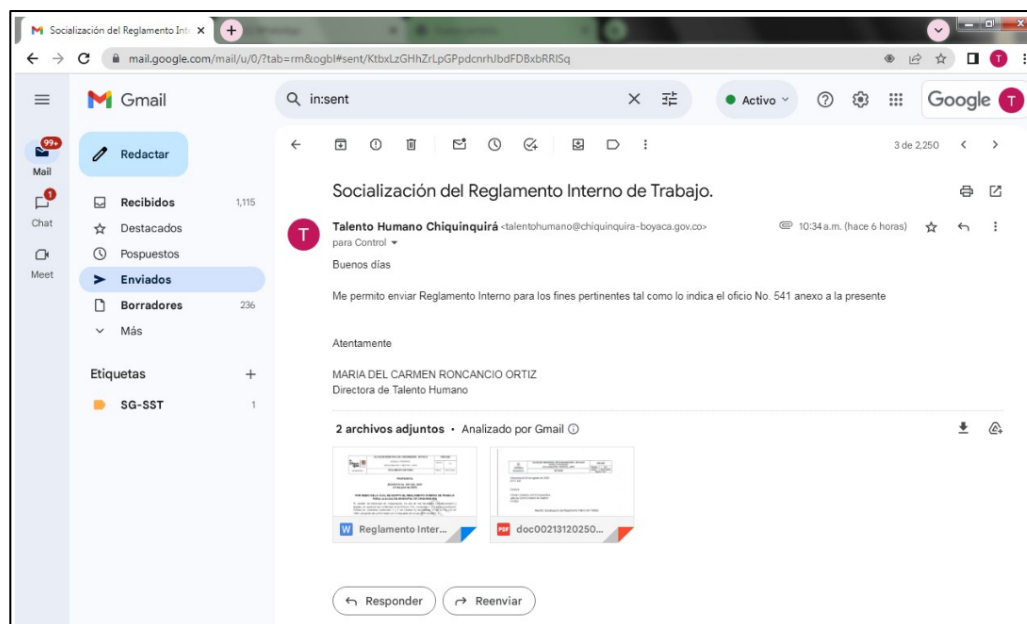 Socialización del Reglamento Int
mail.google.com/mail/u/0/?tab=rm&ogbl#sent/KtbxLzGHhZrLpGPpdcnrhJbdFDBxbRRlSq
Gmail
in:sent
Activo
Google T
99+
Mail
1
Chat
Meet
Redactar
Recibidos 1,115
Destacados
Pospuestos
Enviados
Borradores 236
Más
Etiquetas
SG-SST 1
3 de 2,250
Socialización del Reglamento Interno de Trabajo.
T
Talento Humano Chiquinquirá <talentohumano@chiquinquira-boyaca.gov.co> 10:34 a.m. (hace 6 horas)
para Control
Buenos días
Me permito enviar Reglamento Interno para los fines pertinentes tal como lo indica el oficio No. 541 anexo a la presente
Atentamente
MARIA DEL CARMEN RONCANCIO ORTIZ
Directora de Talento Humano
2 archivos adjuntos • Analizado por Gmail
W Reglamento Inter...
PDF doc00213120250...
Responder
Reenviar